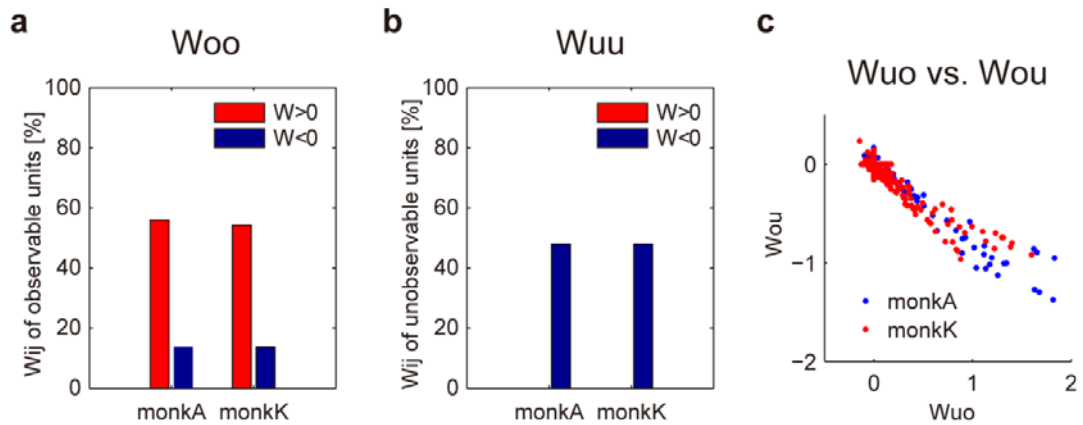 a
Woo
Wij of observable units [%]
100
80
60
40
20
0
W>0
W<0
monkA monkK
b
Wuu
Wij of unobservable units [%]
100
80
60
40
20
0
W>0
W<0
monkA monkK
c
Wuo vs. Wou
Wou
0
−1
−2
monkA
monkK
0 1 2
Wuo